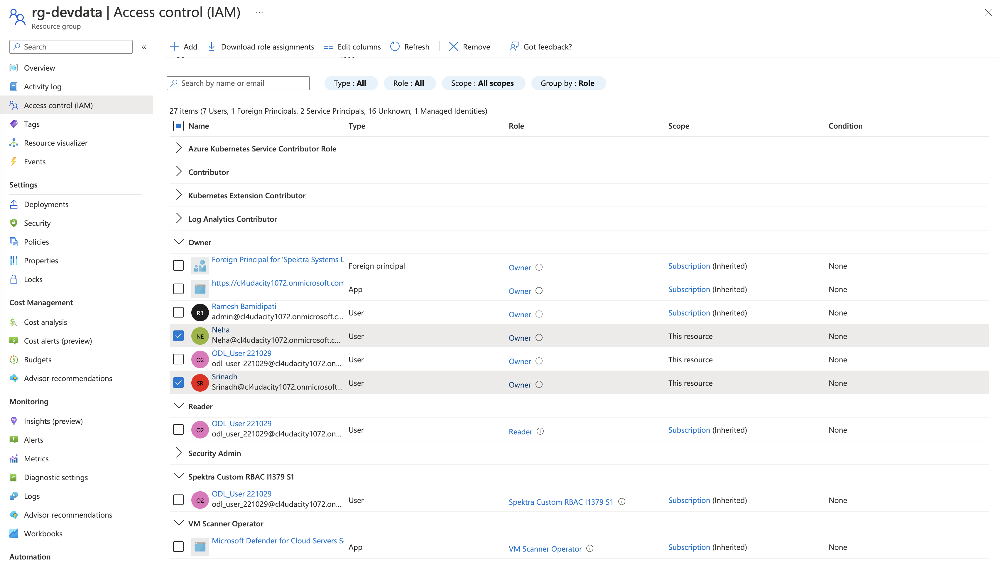 rg-devdata | Access control (IAM) ...
Resource group
Search
«
Add
Download role assignments
Edit columns
Refresh
Remove
Got feedback?
Overview
Activity log
Access control (IAM)
Tags
Resource visualizer
Events
Settings
Deployments
Security
Policies
Properties
Locks
Cost Management
Cost analysis
Cost alerts (preview)
Budgets
Advisor recommendations
Monitoring
Insights (preview)
Alerts
Metrics
Diagnostic settings
Logs
Advisor recommendations
Workbooks
Automation
Search by name or email
Type : All
Role : All
Scope : All scopes
Group by : Role
27 items (7 Users, 1 Foreign Principals, 2 Service Principals, 16 Unknown, 1 Managed Identities)
Name Type Role Scope Condition
Azure Kubernetes Service Contributor Role
Contributor
Kubernetes Extension Contributor
Log Analytics Contributor
Owner
Foreign Principal for 'Spektra Systems L
Foreign principal Owner Subscription (Inherited) None
https://cl4udacity1072.onmicrosoft.com
App Owner Subscription (Inherited) None
RB Ramesh Bamidipati
admin@cl4udacity1072.onmicrosoft.c... User Owner Subscription (Inherited) None
NE Neha
Neha@cl4udacity1072.onmicrosoft.c... User Owner This resource None
O2 ODL_User 221029
odl_user_221029@cl4udacity1072.on... User Owner This resource None
SR Srinadh
Srinadh@cl4udacity1072.onmicrosoft... User Owner This resource None
Reader
O2 ODL_User 221029
odl_user_221029@cl4udacity1072.on... User Reader Subscription (Inherited) None
Security Admin
Spektra Custom RBAC I1379 S1
O2 ODL_User 221029
odl_user_221029@cl4udacity1072.on... User Spektra Custom RBAC I1379 S1 Subscription (Inherited) None
VM Scanner Operator
Microsoft Defender for Cloud Servers S
App VM Scanner Operator Subscription (Inherited) None